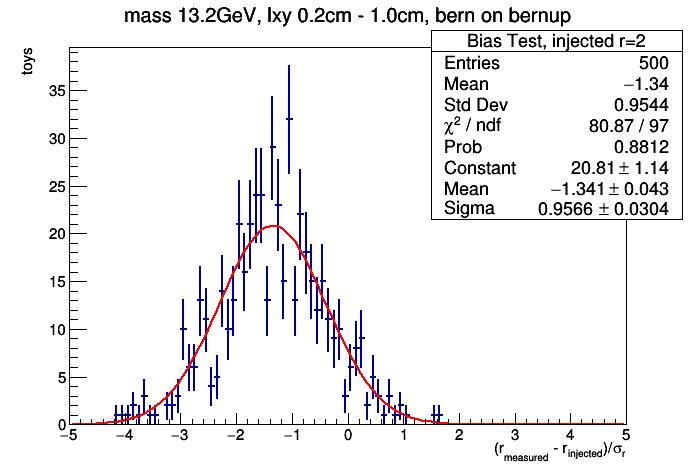 mass 13.2GeV, lxy 0.2cm - 1.0cm, bern on bernup
Bias Test, injected r=2
Entries 500
Mean −1.34
Std Dev 0.9544
χ² / ndf 80.87 / 97
Prob 0.8812
Constant 20.81 ± 1.14
Mean −1.341 ± 0.043
Sigma 0.9566 ± 0.0304
toys
35
30
25
20
15
10
5
0
−5 −4 −3 −2 −1 0 1 2 3 4 5
(r_measured - r_injected)/σ_r